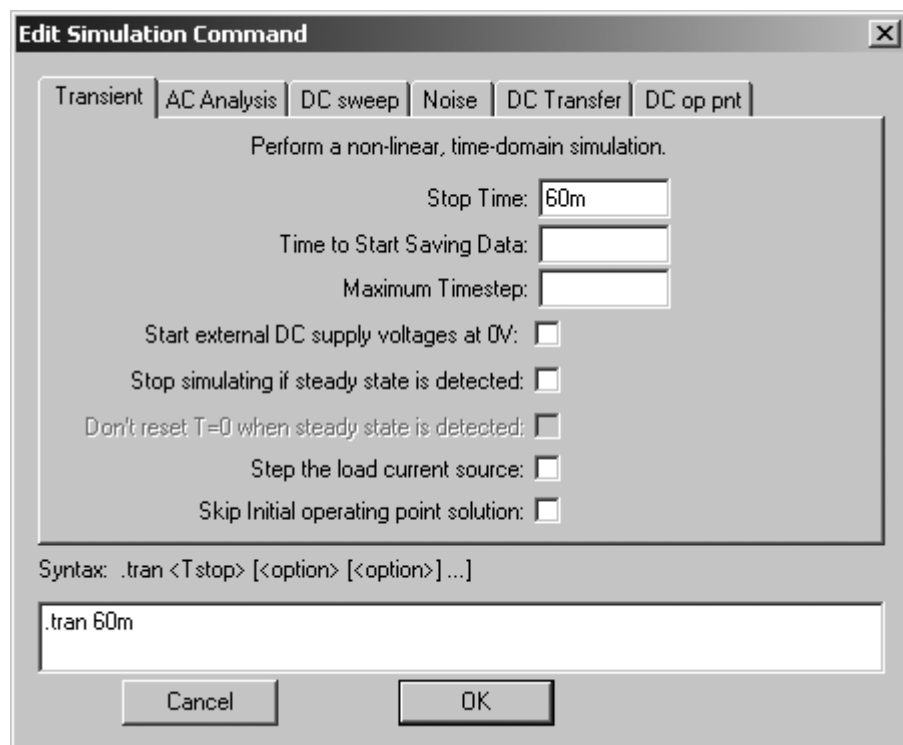 Edit Simulation Command
Transient AC Analysis DC sweep Noise DC Transfer DC op pnt
Perform a non-linear, time-domain simulation.
Stop Time: 60m
Time to Start Saving Data:
Maximum Timestep:
Start external DC supply voltages at 0V:
Stop simulating if steady state is detected:
Don't reset T=0 when steady state is detected:
Step the load current source:
Skip Initial operating point solution:
Syntax: .tran <Tstop> [<option> [<option>] ...]
.tran 60m
Cancel OK